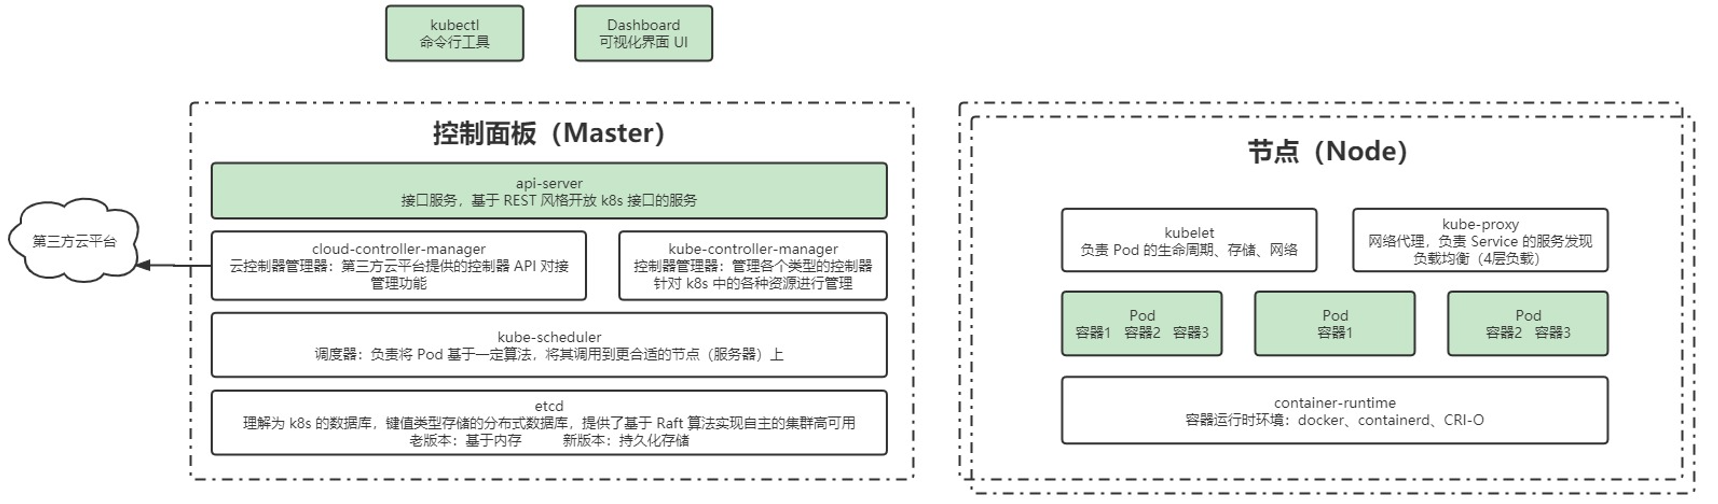 kubectl
命令行工具
Dashboard
可视化界面 UI
控制面板（Master）
api-server
接口服务，基于 REST 风格开放 k8s 接口的服务
第三方云平台
cloud-controller-manager
云控制器管理器：第三方云平台提供的控制器 API 对接
管理功能
kube-controller-manager
控制器管理器：管理各个类型的控制器
针对 k8s 中的各种资源进行管理
kube-scheduler
调度器：负责将 Pod 基于一定算法，将其调用到更合适的节点（服务器）上
etcd
理解为 k8s 的数据库，键值类型存储的分布式数据库，提供了基于 Raft 算法实现自主的集群高可用
老版本：基于内存 新版本：持久化存储
节点（Node）
kubelet
负责 Pod 的生命周期、存储、网络
kube-proxy
网络代理，负责 Service 的服务发现
负载均衡（4层负载）
Pod
容器1 容器2 容器3
Pod
容器1
Pod
容器2 容器3
container-runtime
容器运行时环境：docker、containerd、CRI-O